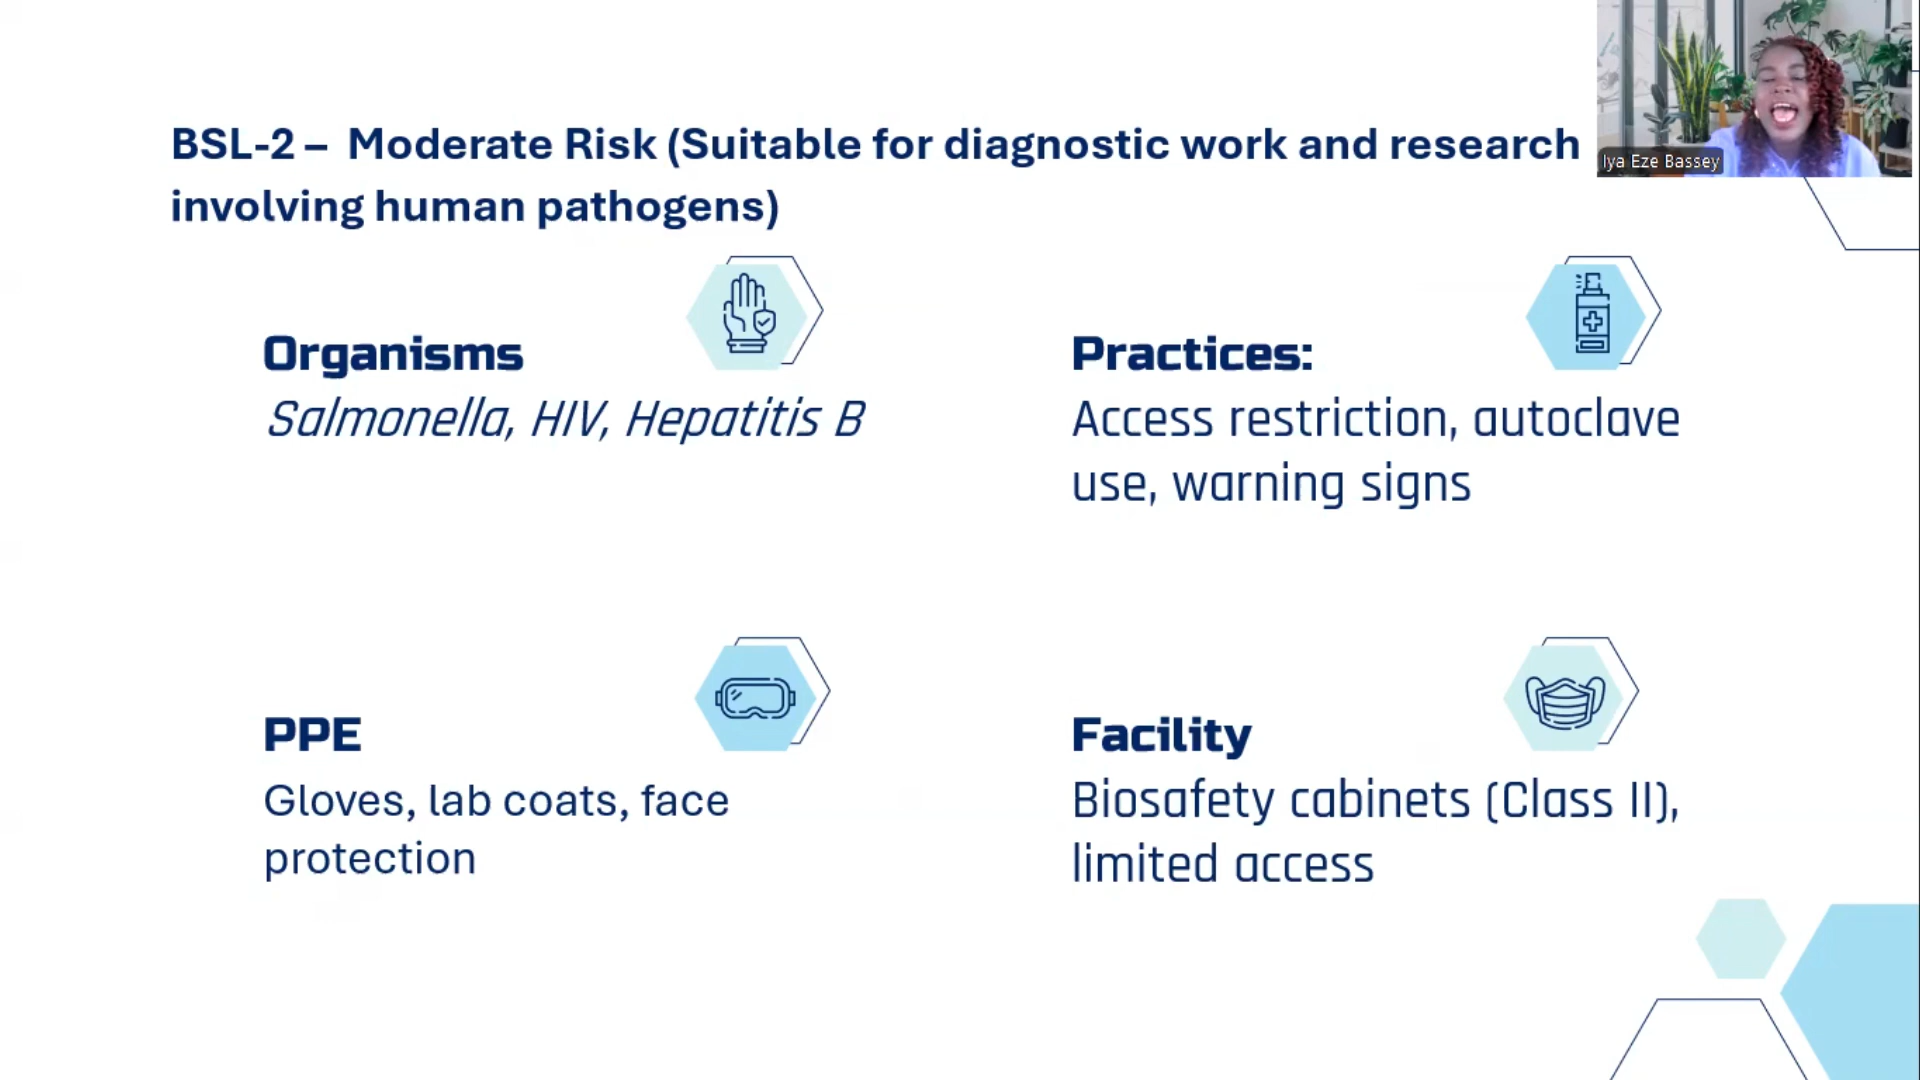 BSL-2 – Moderate Risk (Suitable for diagnostic work and research
involving human pathogens)
Iya Eze Bassey
Organisms
Salmonella, HIV, Hepatitis B
Practices:
Access restriction, autoclave
use, warning signs
PPE
Gloves, lab coats, face
protection
Facility
Biosafety cabinets (Class II),
limited access